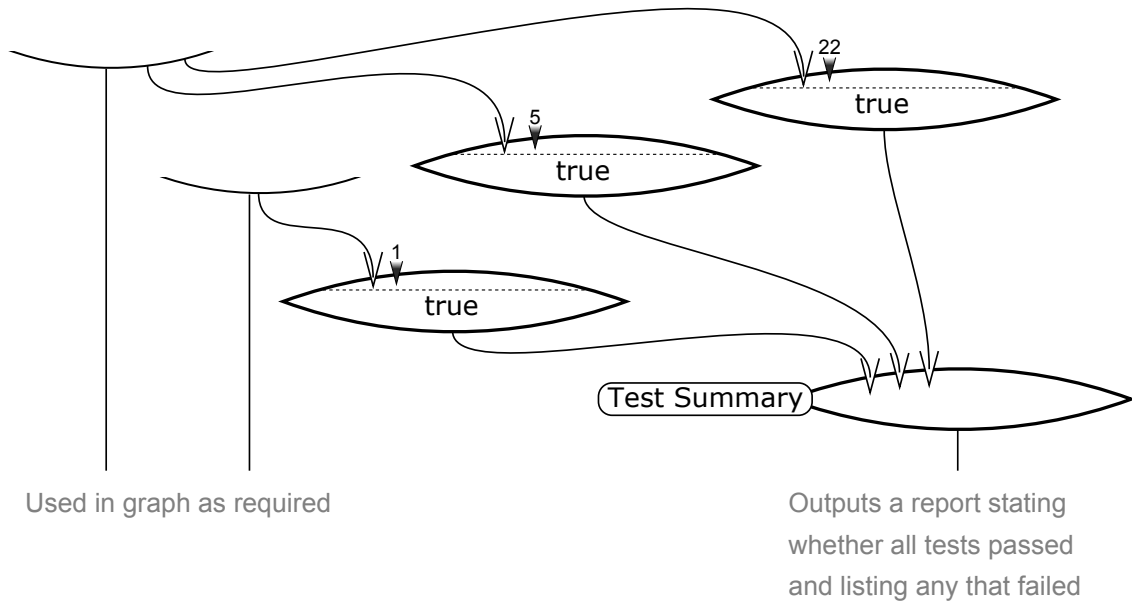 22
true
5
true
1
true
Test Summary
Used in graph as required
Outputs a report stating
whether all tests passed
and listing any that failed